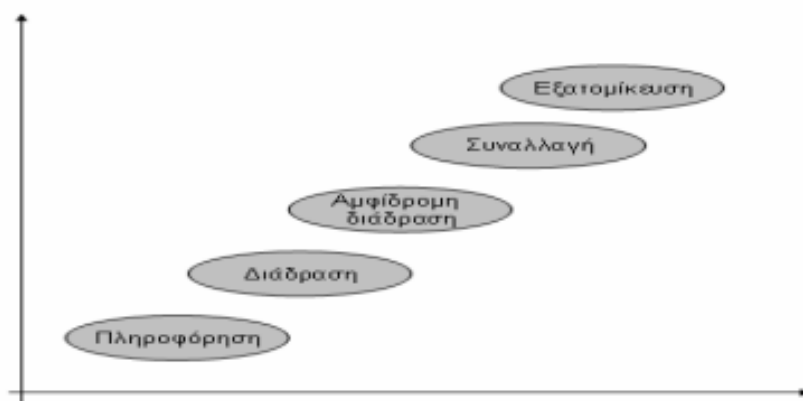 Εξατομίκευση
Συναλλαγή
Αμφίδρομη
διάδραση
Διάδραση
Πληροφόρηση